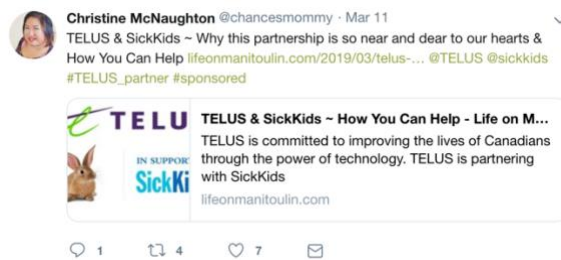 Christine McNaughton @chancesmommy · Mar 11
TELUS & SickKids ~ Why this partnership is so near and dear to our hearts &
How You Can Help lifeonmanitoulin.com/2019/03/telus-... @TELUS @sickkids
#TELUS_partner #sponsored
TELU
IN SUPPOR
SickKi
TELUS & SickKids ~ How You Can Help - Life on M...
TELUS is committed to improving the lives of Canadians
through the power of technology. TELUS is partnering
with SickKids
lifeonmanitoulin.com
1 4 7